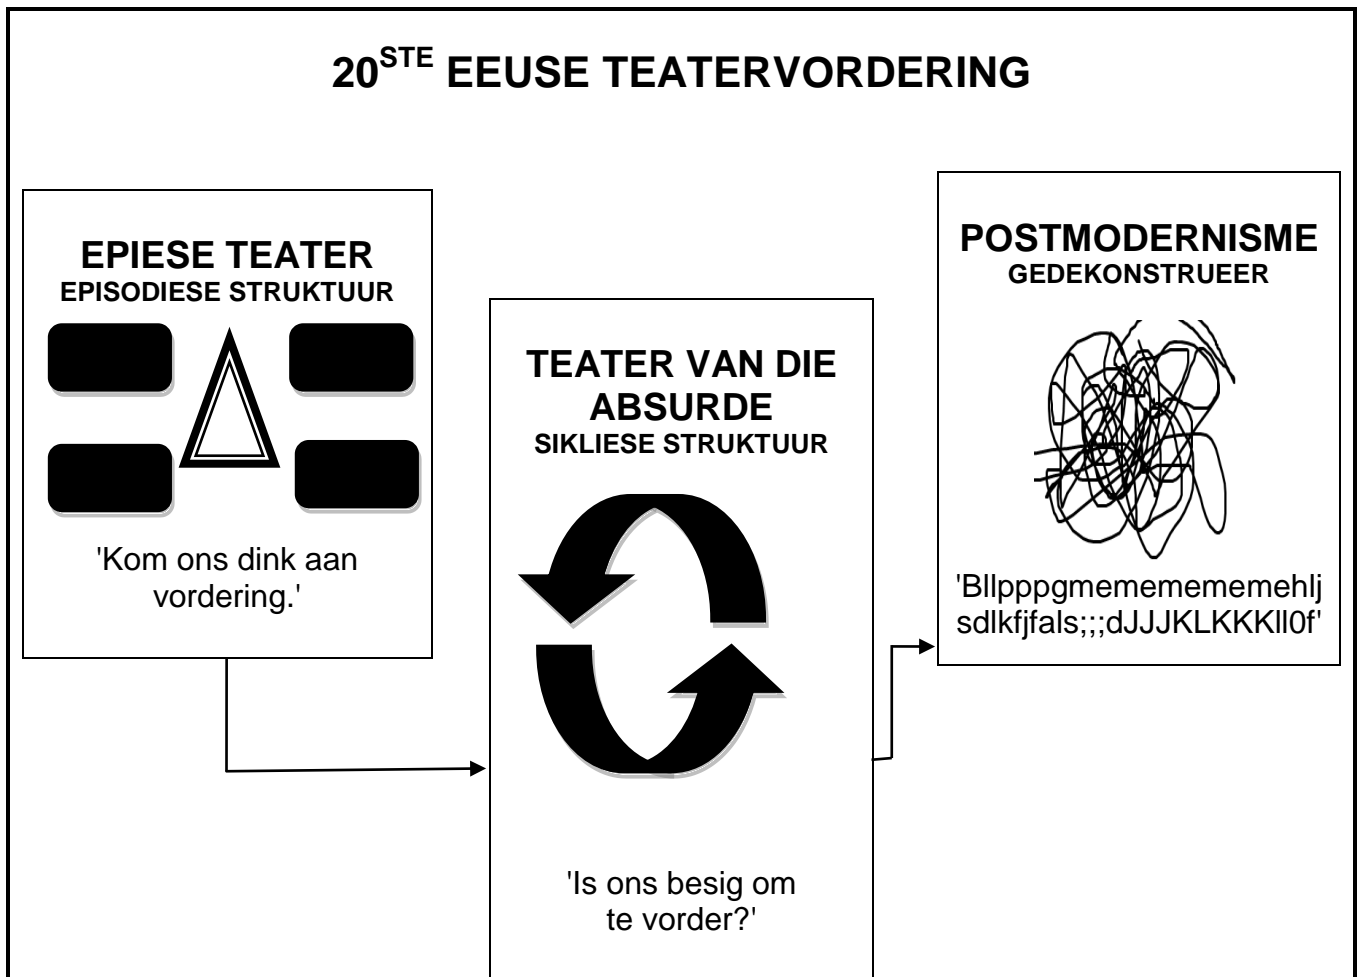 20STE EEUSE TEATERVORDERING
EPIESE TEATER
EPISODIESE STRUKTUUR
'Kom ons dink aan
vordering.'
TEATER VAN DIE
ABSURDE
SIKLIESE STRUKTUUR
'Is ons besig om
te vorder?'
POSTMODERNISME
GEDEKONSTRUEER
'Bllpppgmemememememehlj
sdlkfjfals;;;dJJJKLKKKll0f'